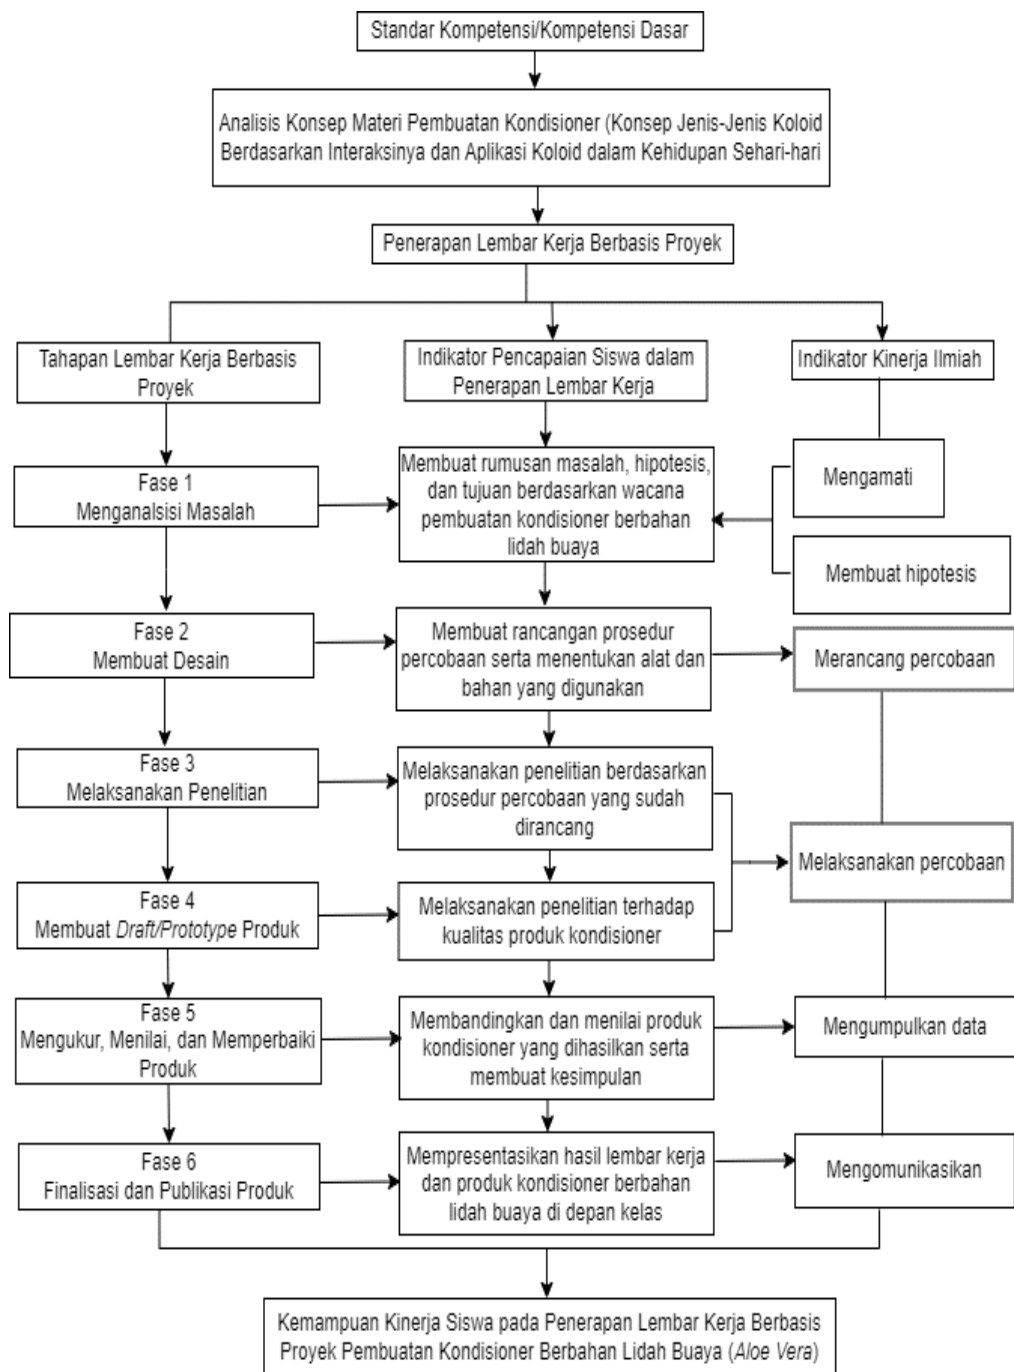 Standar Kompetensi/Kompetensi Dasar
Analisis Konsep Materi Pembuatan Kondisioner (Konsep Jenis-Jenis Koloid
Berdasarkan Interaksinya dan Aplikasi Koloid dalam Kehidupan Sehari-hari
Penerapan Lembar Kerja Berbasis Proyek
Tahapan Lembar Kerja Berbasis
Proyek
Indikator Pencapaian Siswa dalam
Penerapan Lembar Kerja
Indikator Kinerja Ilmiah
Fase 1
Menganalsisi Masalah
Membuat rumusan masalah, hipotesis,
dan tujuan berdasarkan wacana
pembuatan kondisioner berbahan
lidah buaya
Mengamati
Membuat hipotesis
Fase 2
Membuat Desain
Membuat rancangan prosedur
percobaan serta menentukan alat dan
bahan yang digunakan
Merancang percobaan
Fase 3
Melaksanakan Penelitian
Melaksanakan penelitian berdasarkan
prosedur percobaan yang sudah
dirancang
Melaksanakan percobaan
Fase 4
Membuat Draft/Prototype Produk
Melaksanakan penelitian terhadap
kualitas produk kondisioner
Fase 5
Mengukur, Menilai, dan Memperbaiki
Produk
Membandingkan dan menilai produk
kondisioner yang dihasilkan serta
membuat kesimpulan
Mengumpulkan data
Fase 6
Finalisasi dan Publikasi Produk
Mempresentasikan hasil lembar kerja
dan produk kondisioner berbahan
lidah buaya di depan kelas
Mengomunikasikan
Kemampuan Kinerja Siswa pada Penerapan Lembar Kerja Berbasis
Proyek Pembuatan Kondisioner Berbahan Lidah Buaya (Aloe Vera)